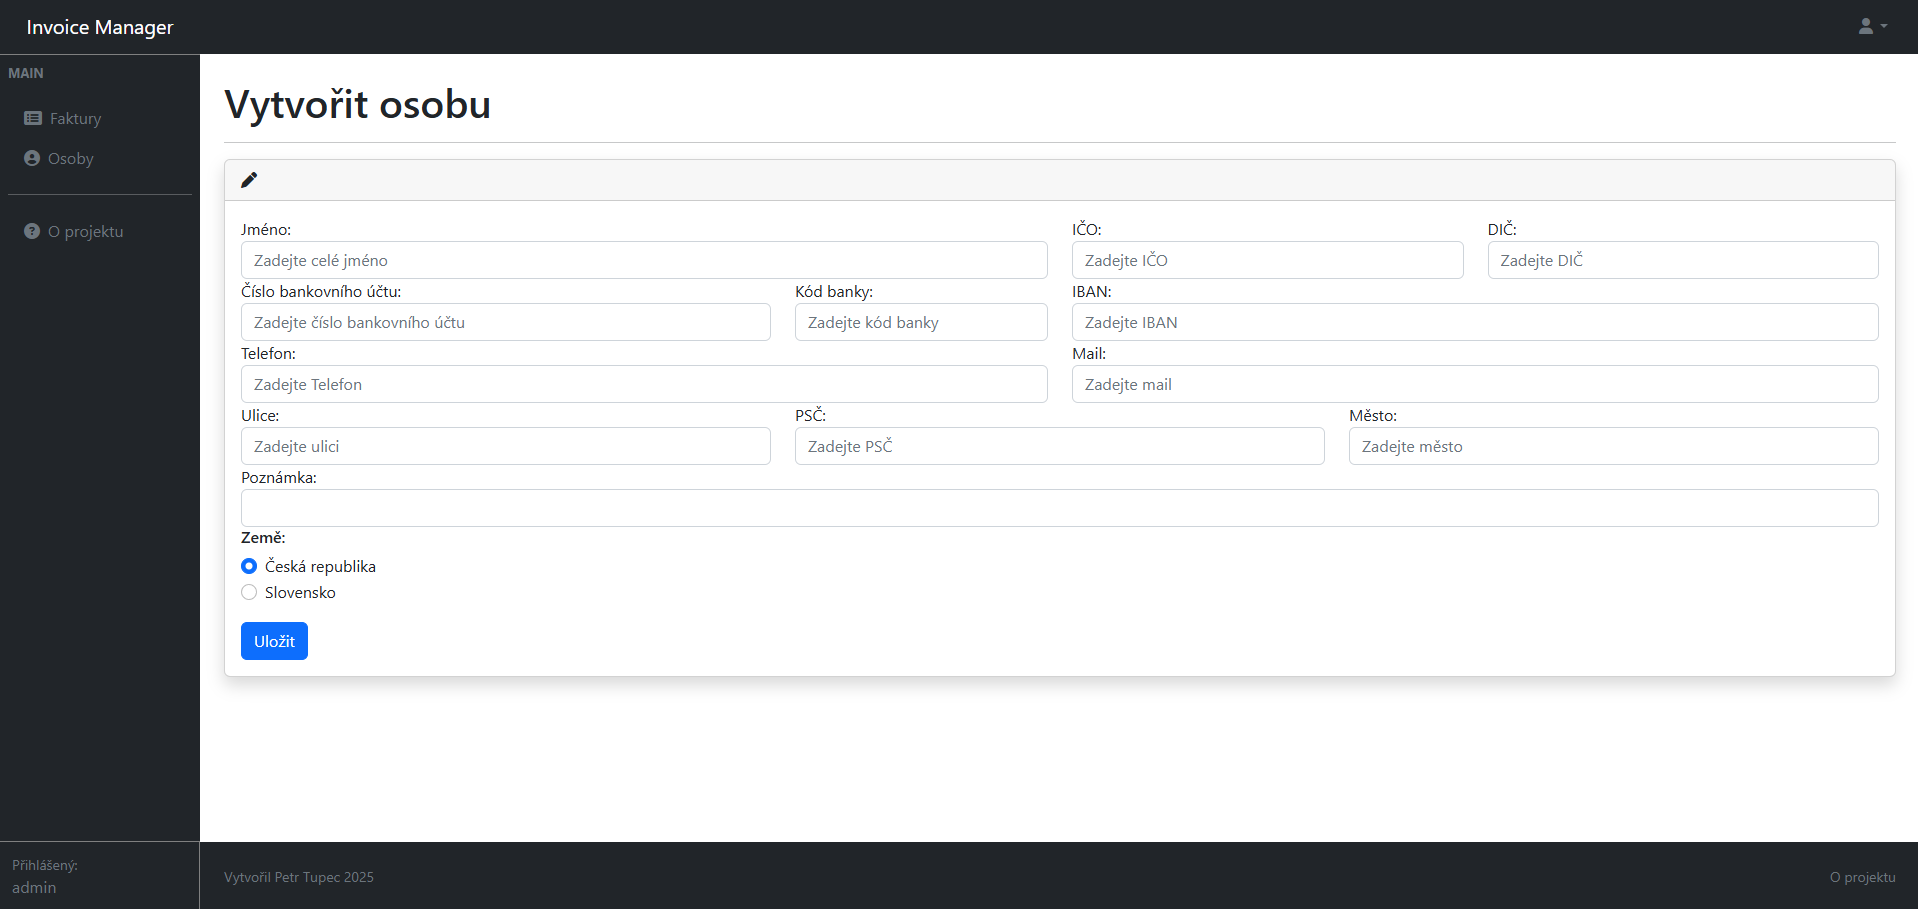 Invoice Manager
MAIN
Faktury
Osoby
O projektu
Vytvořit osobu
Jméno: IČO: DIČ:
Zadejte celé jméno Zadejte IČO Zadejte DIČ
Číslo bankovního účtu: Kód banky: IBAN:
Zadejte číslo bankovního účtu Zadejte kód banky Zadejte IBAN
Telefon: Mail:
Zadejte Telefon Zadejte mail
Ulice: PSČ: Město:
Zadejte ulici Zadejte PSČ Zadejte město
Poznámka:
Země:
Česká republika
Slovensko
Uložit
Přihlášený:
admin
Vytvořil Petr Tupec 2025 O projektu